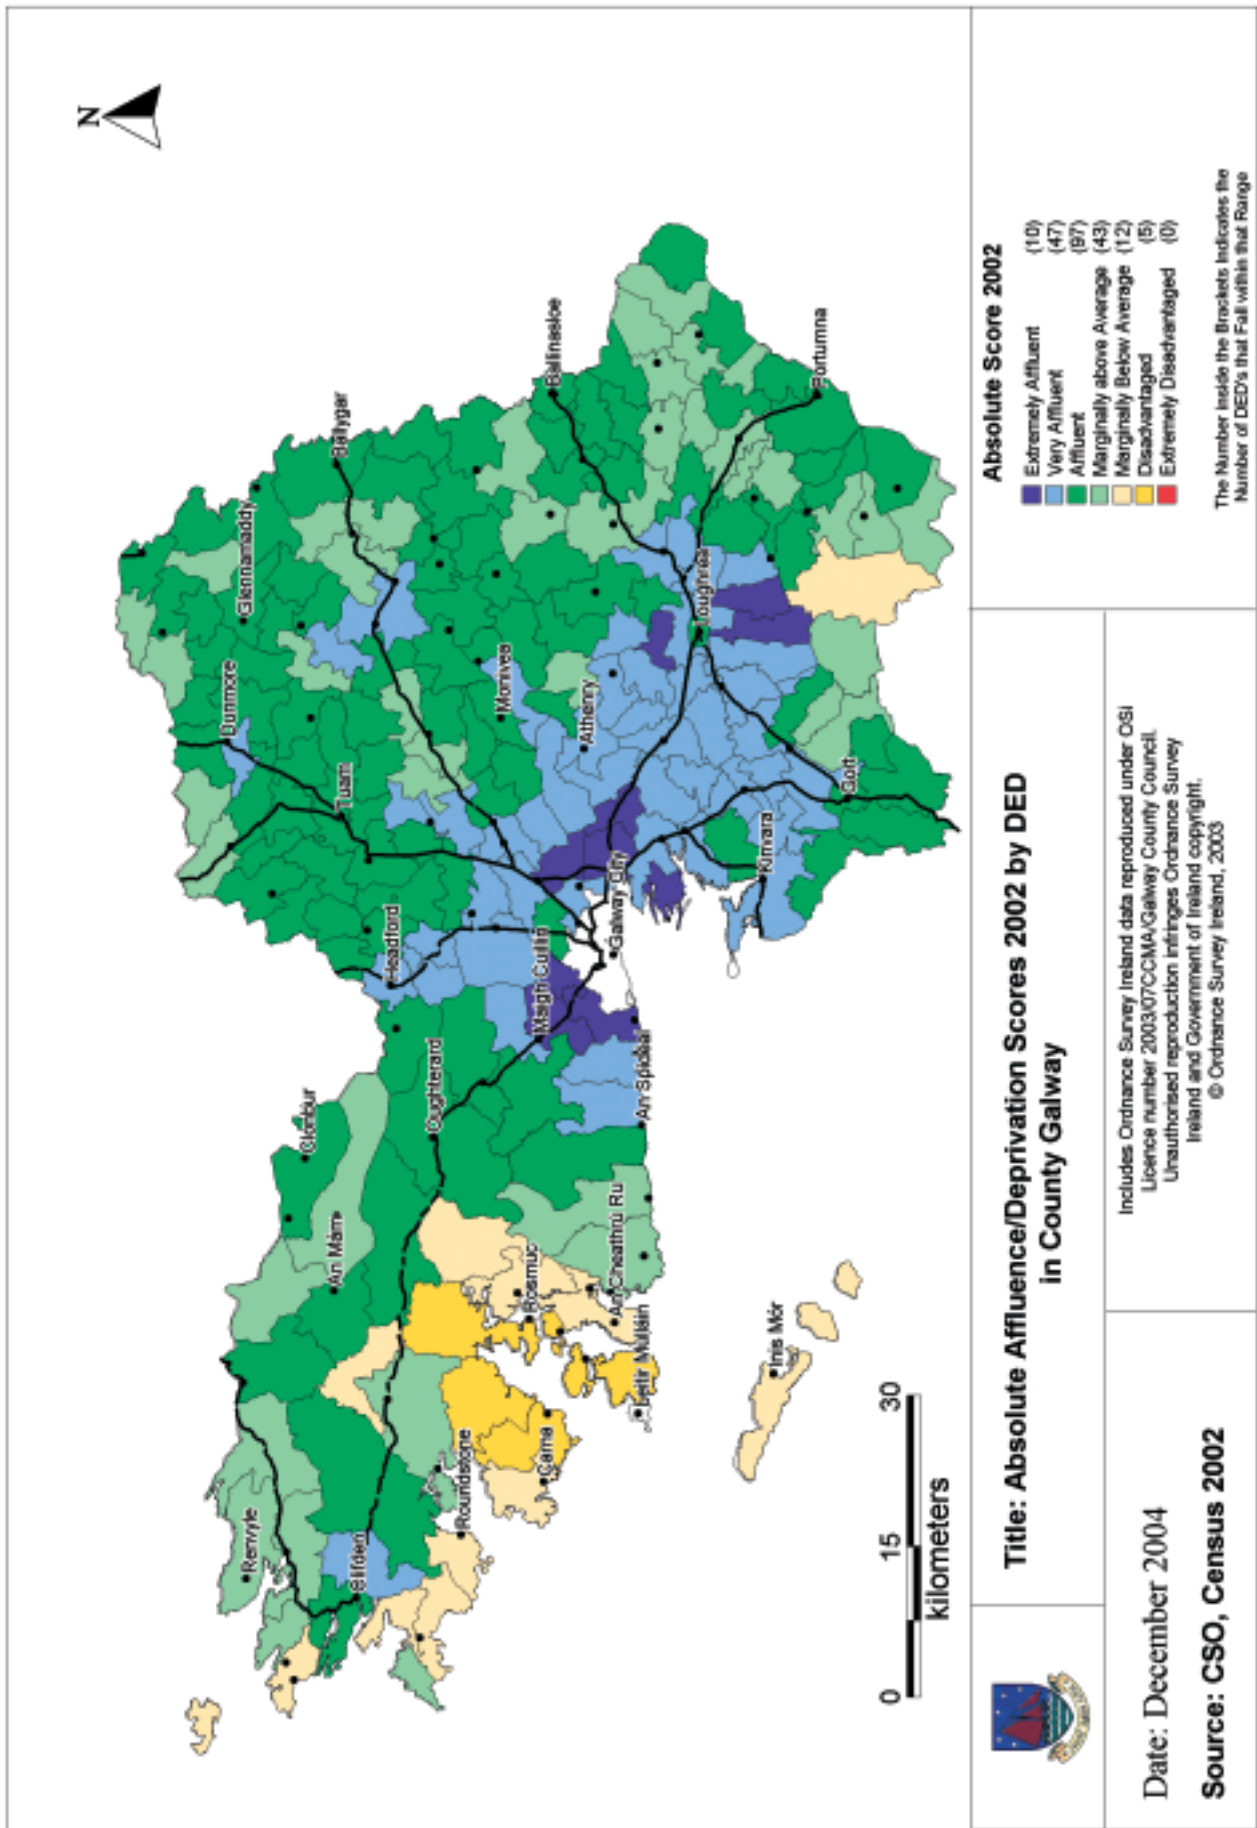 N
Renvyle
Clifden
Roundstone
Carna
An Mám
Clonbur
Oughterard
Rosmuc
An Cheathrú Rú
Leitir Mulláin
Inis Mór
An Spidéal
Maigh Cuilin
Headford
Galway City
Tuam
Dunmore
Glennamaddy
Ballygar
Monivea
Athenry
Ballinasloe
Loughrea
Kinvara
Gort
Portumna
0 15 30
kilometers
Absolute Score 2002
Extremely Affluent (10)
Very Affluent (47)
Affluent (97)
Marginally above Average (43)
Marginally Below Average (12)
Disadvantaged (5)
Extremely Disadvantaged (0)
The Number Inside the Brackets Indicates the
Number of DED's that Fall within that Range
Title: Absolute Affluence/Deprivation Scores 2002 by DED
in County Galway
Includes Ordnance Survey Ireland data reproduced under OSi
Licence number 2003/07CCMA/Galway County Council.
Unauthorised reproduction infringes Ordnance Survey
Ireland and Government of Ireland copyright.
© Ordnance Survey Ireland, 2003
Date: December 2004
Source: CSO, Census 2002